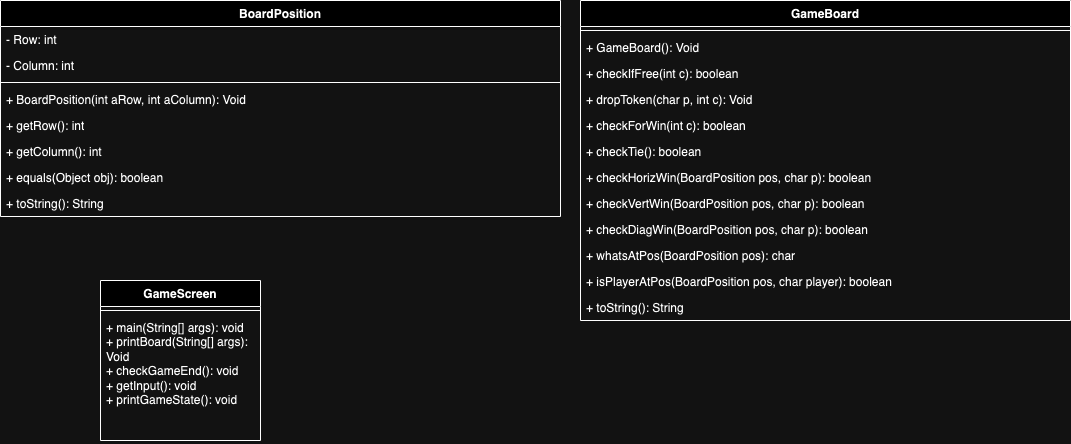 BoardPosition
- Row: int
- Column: int
+ BoardPosition(int aRow, int aColumn): Void
+ getRow(): int
+ getColumn(): int
+ equals(Object obj): boolean
+ toString(): String
GameBoard
+ GameBoard(): Void
+ checkIfFree(int c): boolean
+ dropToken(char p, int c): Void
+ checkForWin(int c): boolean
+ checkTie(): boolean
+ checkHorizWin(BoardPosition pos, char p): boolean
+ checkVertWin(BoardPosition pos, char p): boolean
+ checkDiagWin(BoardPosition pos, char p): boolean
+ whatsAtPos(BoardPosition pos): char
+ isPlayerAtPos(BoardPosition pos, char player): boolean
+ toString(): String
GameScreen
+ main(String[] args): void
+ printBoard(String[] args):
Void
+ checkGameEnd(): void
+ getInput(): void
+ printGameState(): void